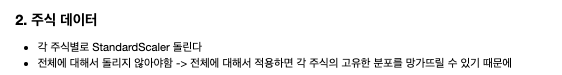 2. 주식 데이터
• 각 주식별로 StandardScaler 돌린다
• 전체에 대해서 돌리지 않아야함 -> 전체에 대해서 적용하면 각 주식의 고유한 분포를 망가뜨릴 수 있기 때문에